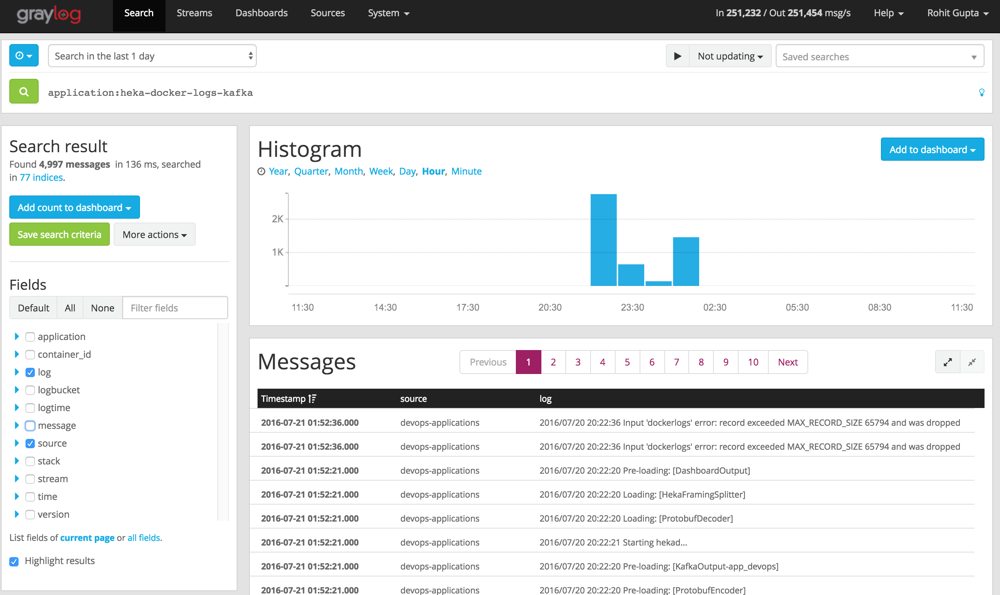 graylog Search Streams Dashboards Sources System In 251,232 / Out 251,454 msg/s Help Rohit Gupta
Search in the last 1 day Not updating Saved searches
application:heka-docker-logs-kafka
Search result
Found 4,997 messages in 136 ms, searched
in 77 indices.
Add count to dashboard
Save search criteria More actions
Fields
Default All None Filter fields
application
container_id
log
logbucket
logtime
message
source
stack
stream
time
version
List fields of current page or all fields.
Highlight results
Histogram Add to dashboard
Year, Quarter, Month, Week, Day, Hour, Minute
2K
1K
11:30 14:30 17:30 20:30 23:30 02:30 05:30 08:30 11:30
Messages Previous 1 2 3 4 5 6 7 8 9 10 Next
Timestamp source log
2016-07-21 01:52:36.000 devops-applications 2016/07/20 20:22:36 Input 'dockerlogs' error: record exceeded MAX_RECORD_SIZE 65794 and was dropped
2016-07-21 01:52:36.000 devops-applications 2016/07/20 20:22:36 Input 'dockerlogs' error: record exceeded MAX_RECORD_SIZE 65794 and was dropped
2016-07-21 01:52:21.000 devops-applications 2016/07/20 20:22:20 Pre-loading: [DashboardOutput]
2016-07-21 01:52:21.000 devops-applications 2016/07/20 20:22:20 Loading: [HekaFramingSplitter]
2016-07-21 01:52:21.000 devops-applications 2016/07/20 20:22:20 Loading: [ProtobufDecoder]
2016-07-21 01:52:21.000 devops-applications 2016/07/20 20:22:21 Starting hekad...
2016-07-21 01:52:21.000 devops-applications 2016/07/20 20:22:20 Pre-loading: [KafkaOutput-app_devops]
2016-07-21 01:52:21.000 devops-applications 2016/07/20 20:22:20 Pre-loading: [ProtobufEncoder]